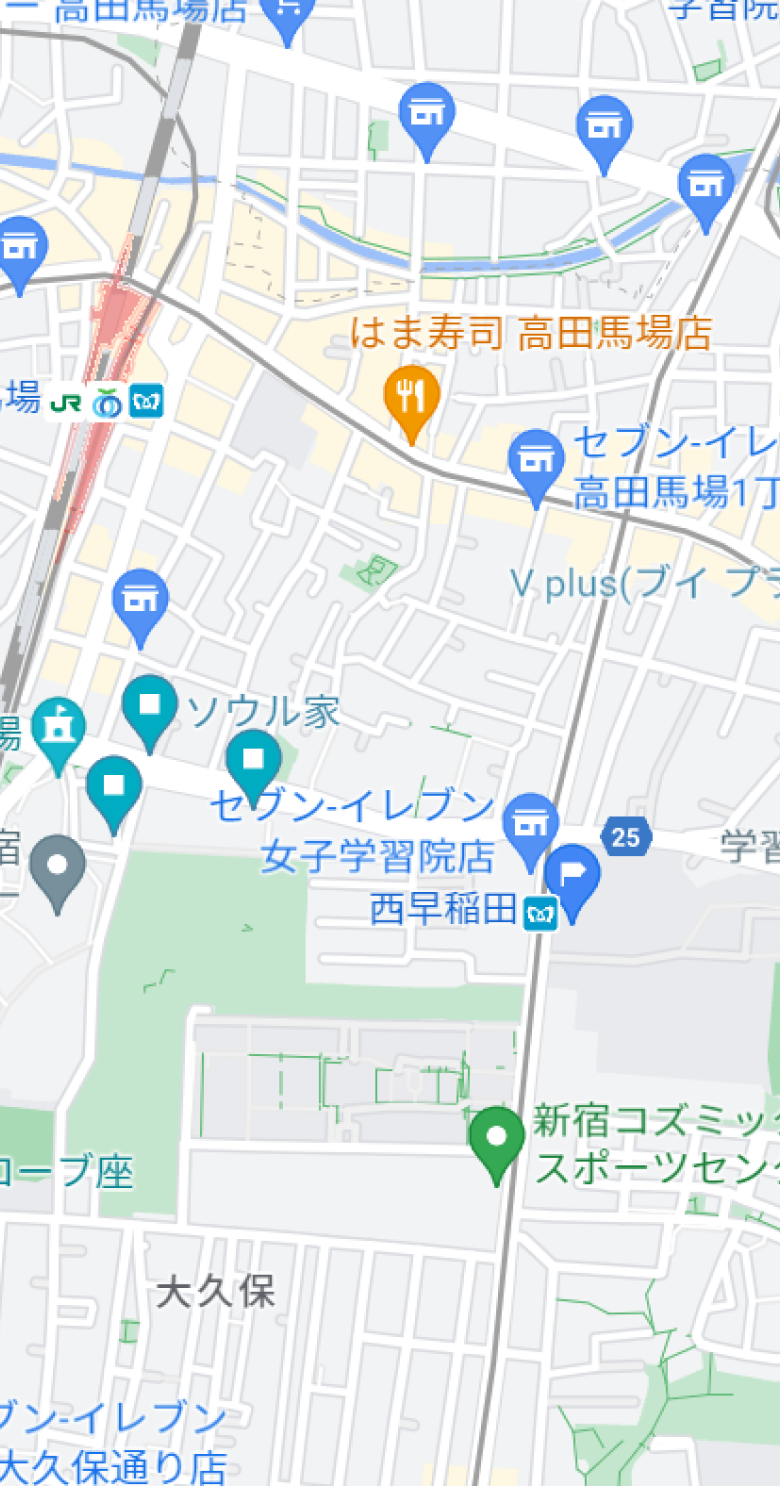 ー 高田馬場店
学習院
はま寿司 高田馬場店
場
JR
セブン-イレ
高田馬場1丁
V plus(ブイ プラ
ソウル家
場
セブン-イレブン
女子学習院店
25
学習
宿
ー
西早稲田
新宿コズミック
スポーツセンタ
ローブ座
大久保
ブン-イレブン
大久保通り店